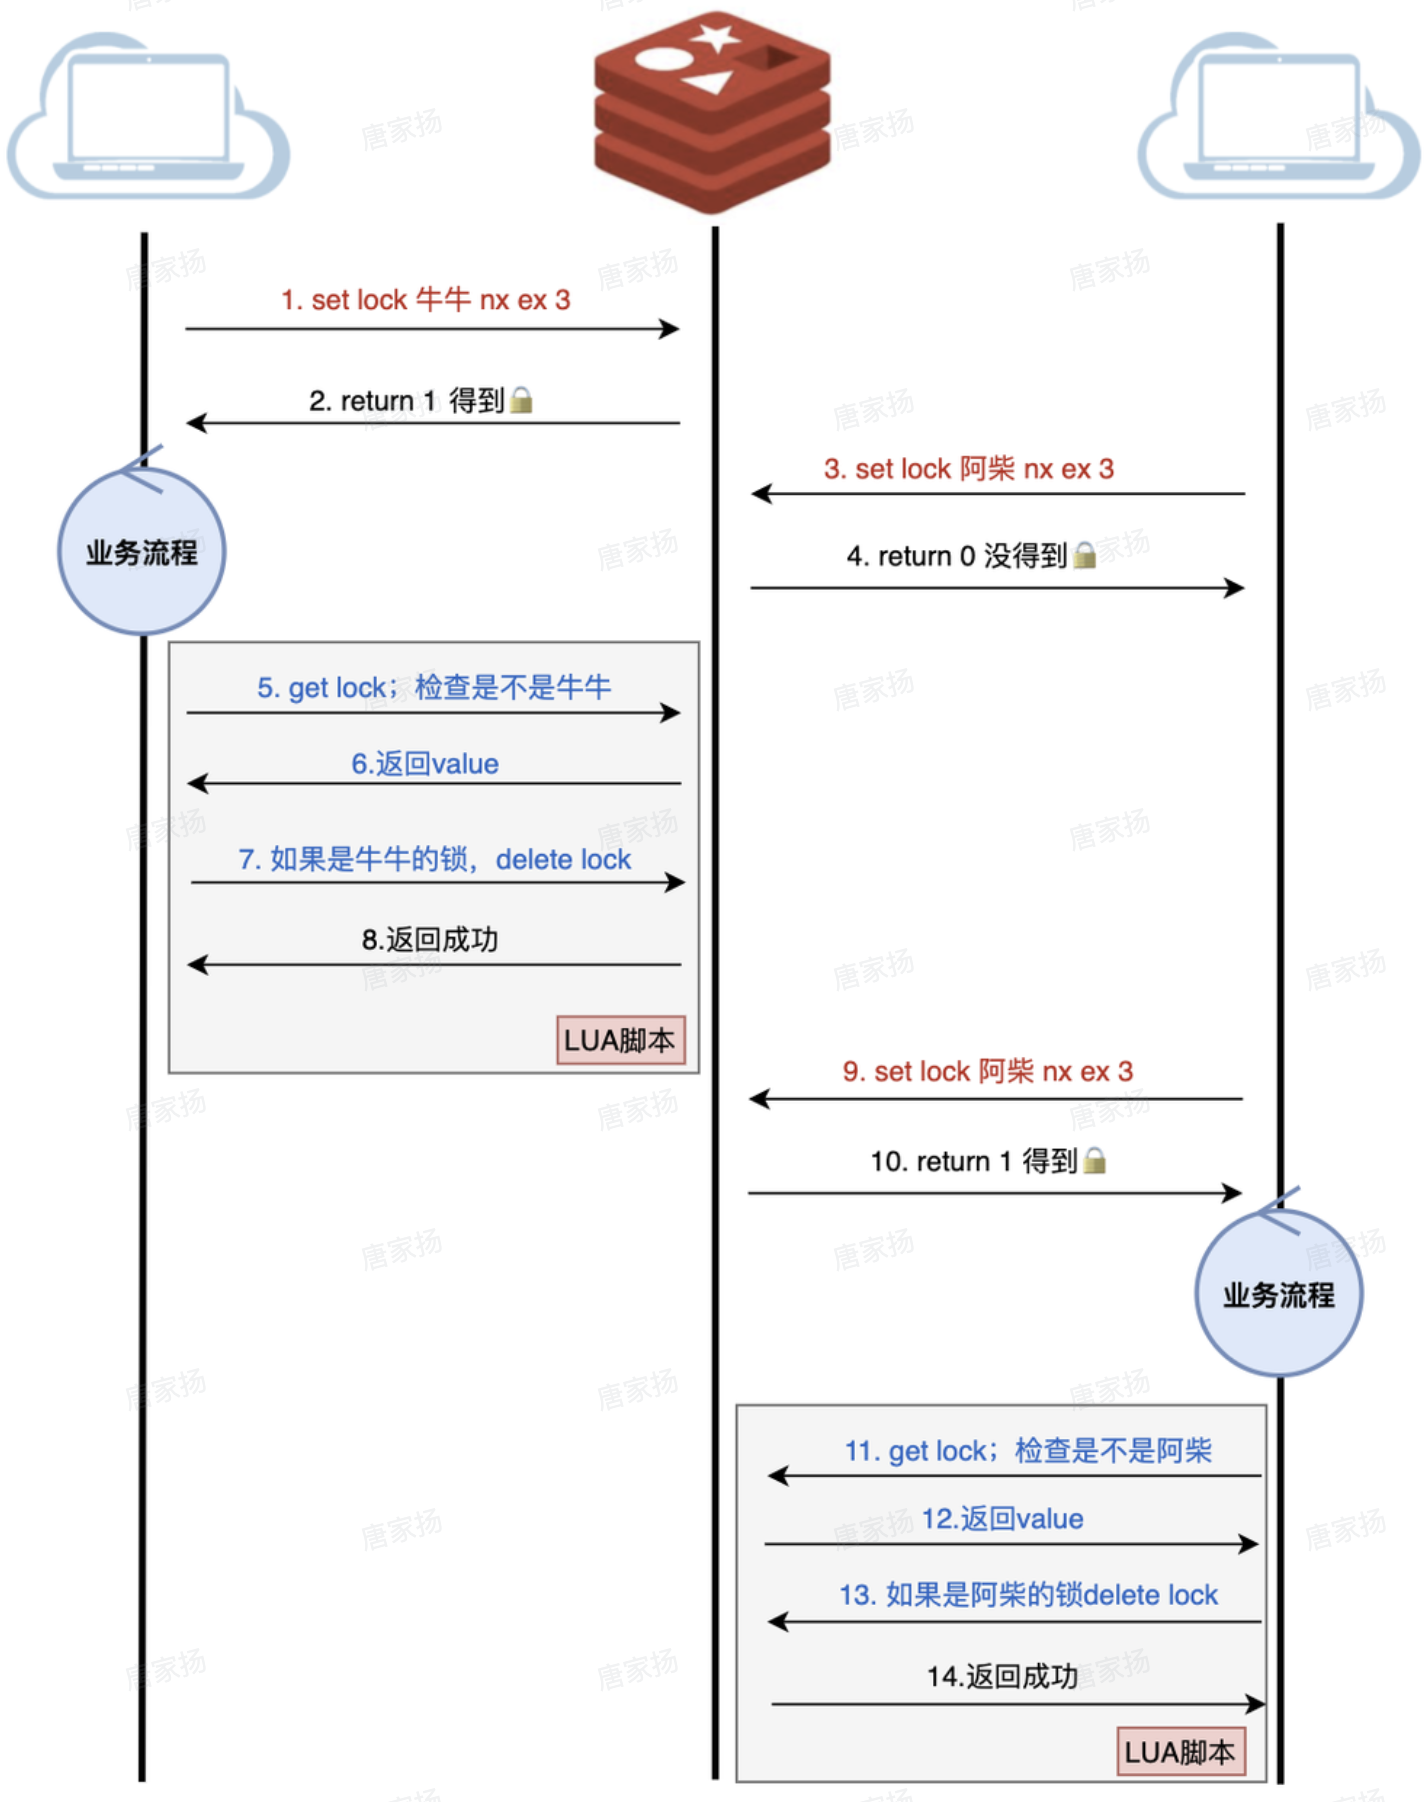 1. set lock 牛牛 nx ex 3
2. return 1 得到🔒
3. set lock 阿柴 nx ex 3
4. return 0 没得到🔒
业务流程
5. get lock；检查是不是牛牛
6.返回value
7. 如果是牛牛的锁，delete lock
8.返回成功
LUA脚本
9. set lock 阿柴 nx ex 3
10. return 1 得到🔒
业务流程
11. get lock；检查是不是阿柴
12.返回value
13. 如果是阿柴的锁delete lock
14.返回成功
LUA脚本
唐家扬